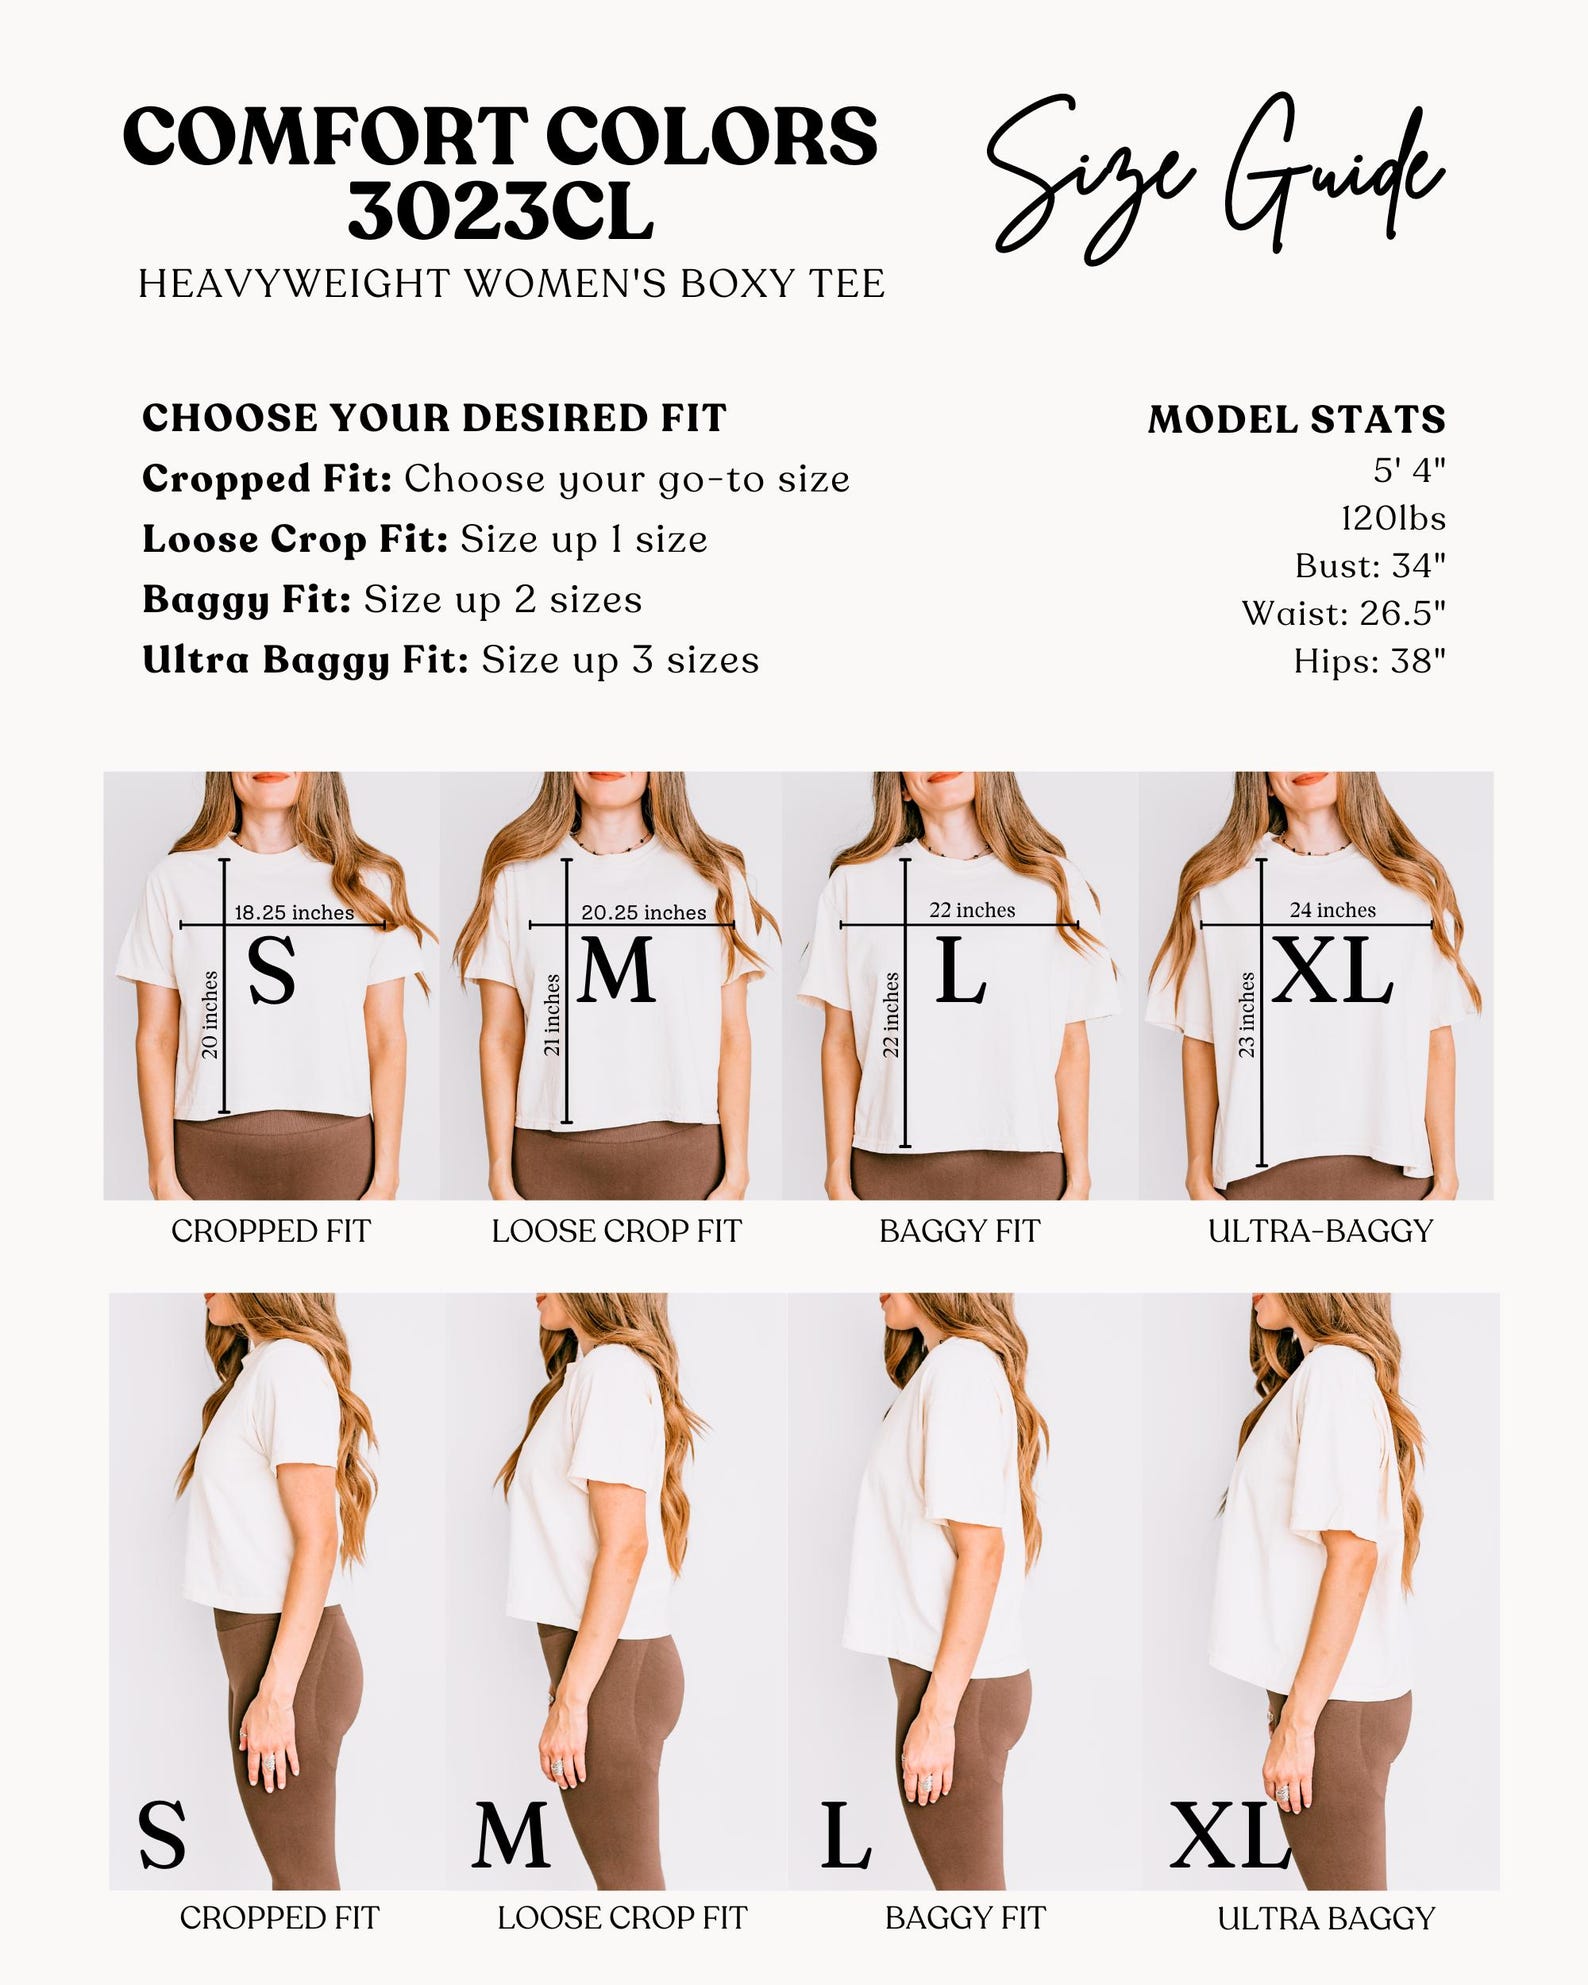 COMFORT COLORS
3023CL
HEAVYWEIGHT WOMEN'S BOXY TEE
Size Guide
CHOOSE YOUR DESIRED FIT
Cropped Fit: Choose your go-to size
Loose Crop Fit: Size up 1 size
Baggy Fit: Size up 2 sizes
Ultra Baggy Fit: Size up 3 sizes
MODEL STATS
5' 4"
120lbs
Bust: 34"
Waist: 26.5"
Hips: 38"
18.25 inches
S
20 inches
20.25 inches
M
21 inches
22 inches
L
22 inches
24 inches
XL
23 inches
CROPPED FIT
LOOSE CROP FIT
BAGGY FIT
ULTRA-BAGGY
S
M
L
XL
CROPPED FIT
LOOSE CROP FIT
BAGGY FIT
ULTRA BAGGY